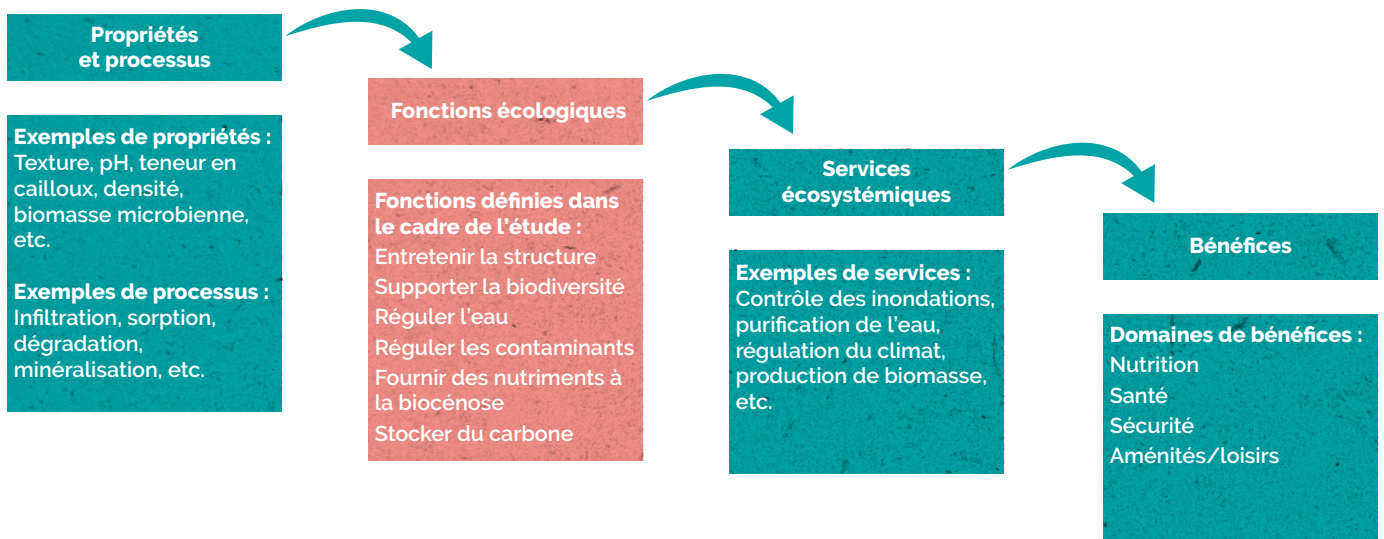 Propriétés
et processus
Exemples de propriétés :
Texture, pH, teneur en
cailloux, densité,
biomasse microbienne,
etc.
Exemples de processus :
Infiltration, sorption,
dégradation,
minéralisation, etc.
Fonctions écologiques
Fonctions définies dans
le cadre de l’étude :
Entretenir la structure
Supporter la biodiversité
Réguler l’eau
Réguler les contaminants
Fournir des nutriments à
la biocénose
Stocker du carbone
Services
écosystémiques
Exemples de services :
Contrôle des inondations,
purification de l’eau,
régulation du climat,
production de biomasse,
etc.
Bénéfices
Domaines de bénéfices :
Nutrition
Santé
Sécurité
Aménités/loisirs